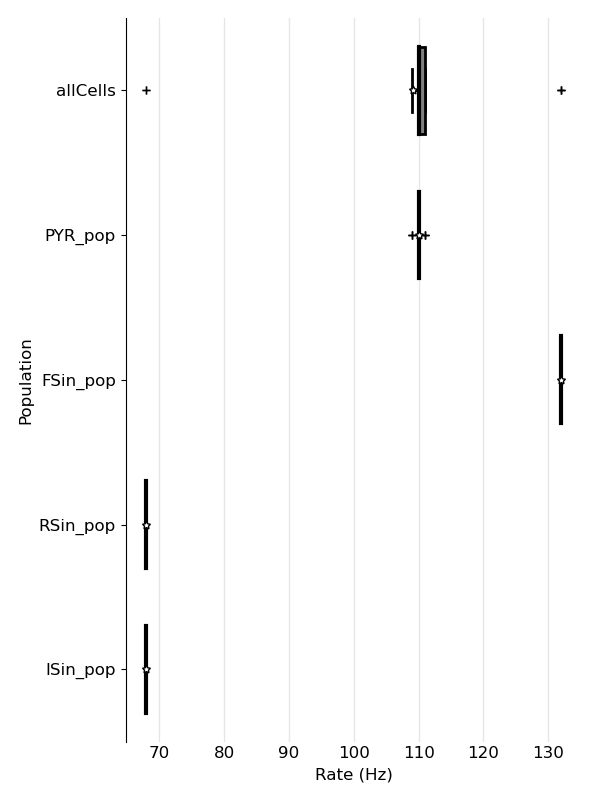 allCells
PYR_pop
FSin_pop
RSin_pop
ISin_pop
Population
70 80 90 100 110 120 130
Rate (Hz)